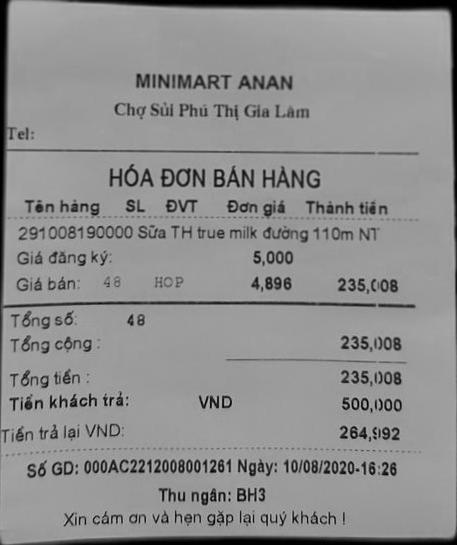 MINIMART ANAN
Chợ Sủi Phú Thị Gia Lâm
Tel:
HÓA ĐƠN BÁN HÀNG
Tên hàng SL ĐVT Đơn giá Thành tiền
291008190000 Sữa TH true milk đường 110m NT
Giá đăng ký: 5,000
Giá bán: 48 HOP 4,896 235,008
Tổng số: 48
Tổng cộng : 235,008
Tổng tiền : 235,008
Tiền khách trả: VND 500,000
Tiền trả lại VND: 264,992
Số GD: 000AC2212008001261 Ngày: 10/08/2020-16:26
Thu ngân: BH3
Xin cám ơn và hẹn gặp lại quý khách !